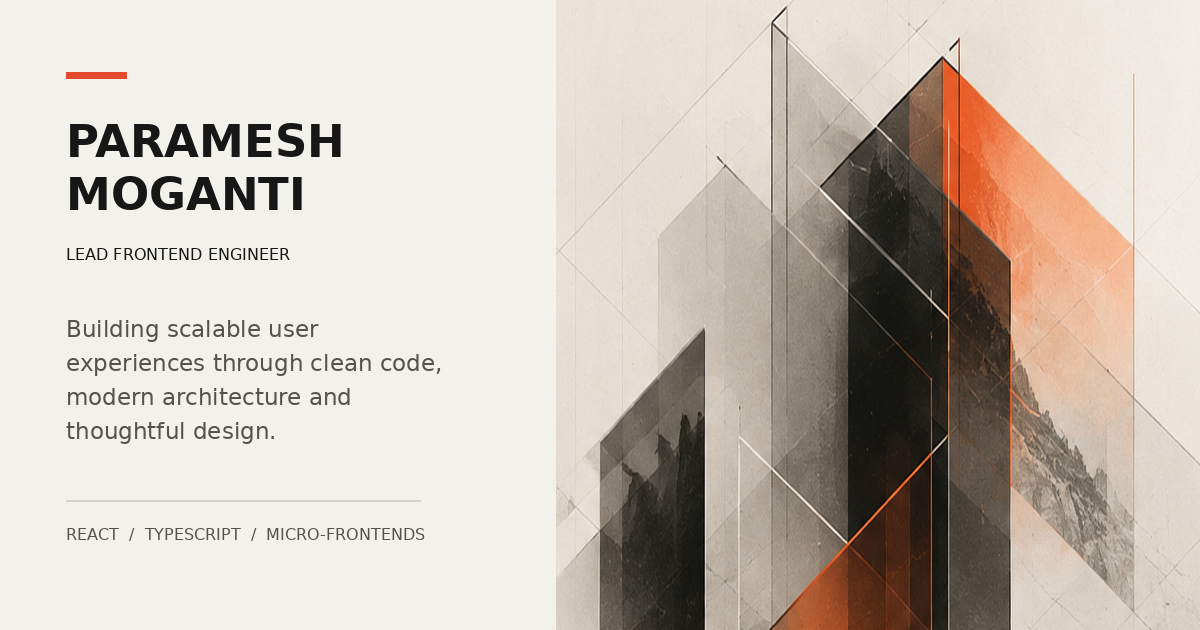 PARAMESH
MOGANTI
LEAD FRONTEND ENGINEER
Building scalable user
experiences through clean code,
modern architecture and
thoughtful design.
REACT / TYPESCRIPT / MICRO-FRONTENDS